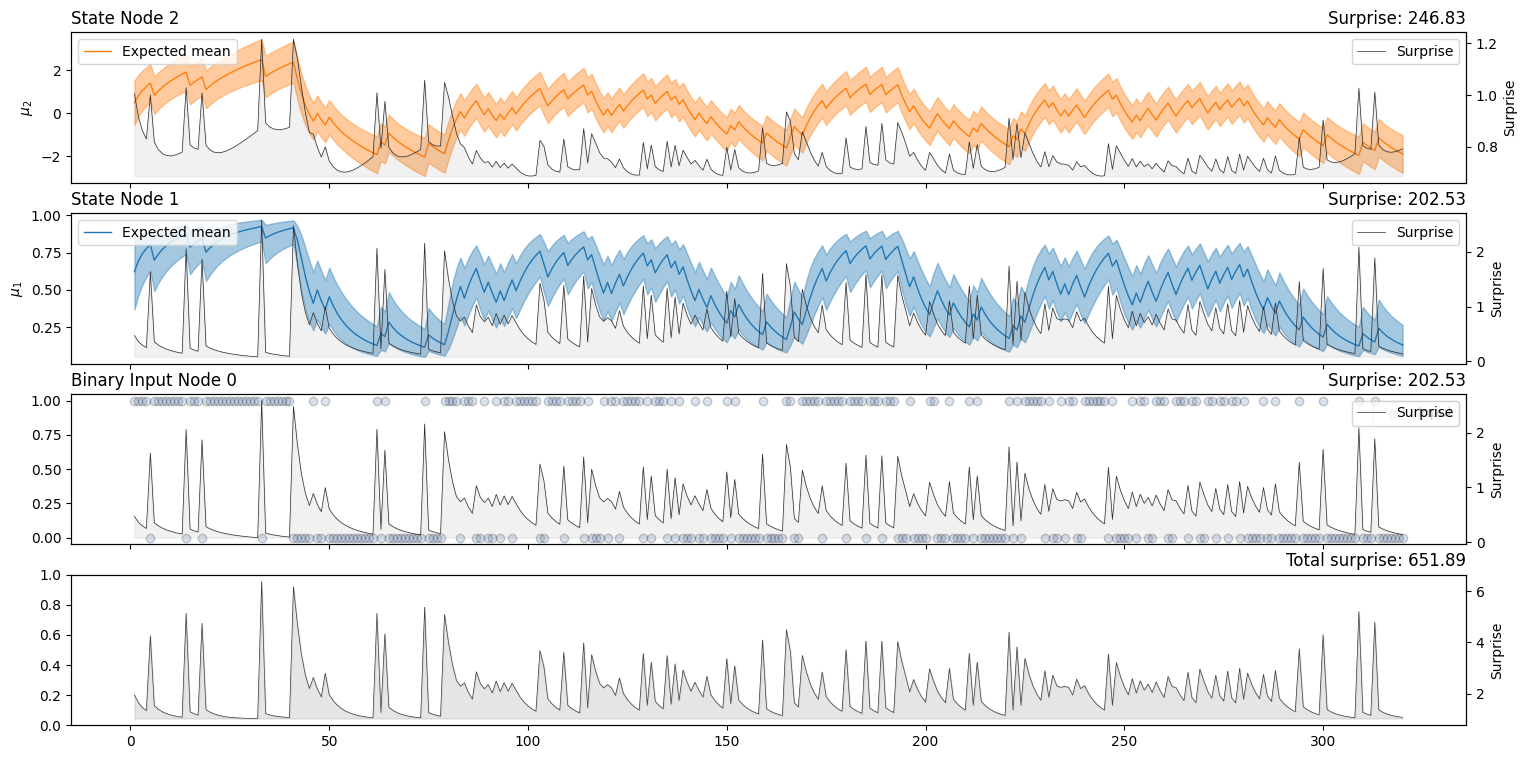 State Node 2 Surprise: 246.83
Expected mean
Surprise
μ2
2
0
−2
1.2
1.0
0.8
Surprise
State Node 1 Surprise: 202.53
Expected mean
Surprise
μ1
1.00
0.75
0.50
0.25
2
1
0
Surprise
Binary Input Node 0 Surprise: 202.53
Surprise
1.00
0.75
0.50
0.25
0.00
2
1
0
Surprise
Total surprise: 651.89
1.0
0.8
0.6
0.4
0.2
0.0
6
4
2
Surprise
0 50 100 150 200 250 300